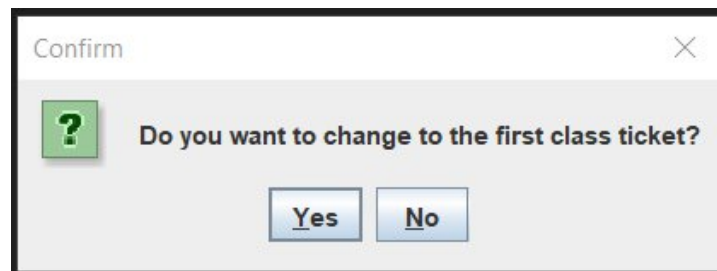 Confirm
?
Do you want to change to the first class ticket?
Yes No